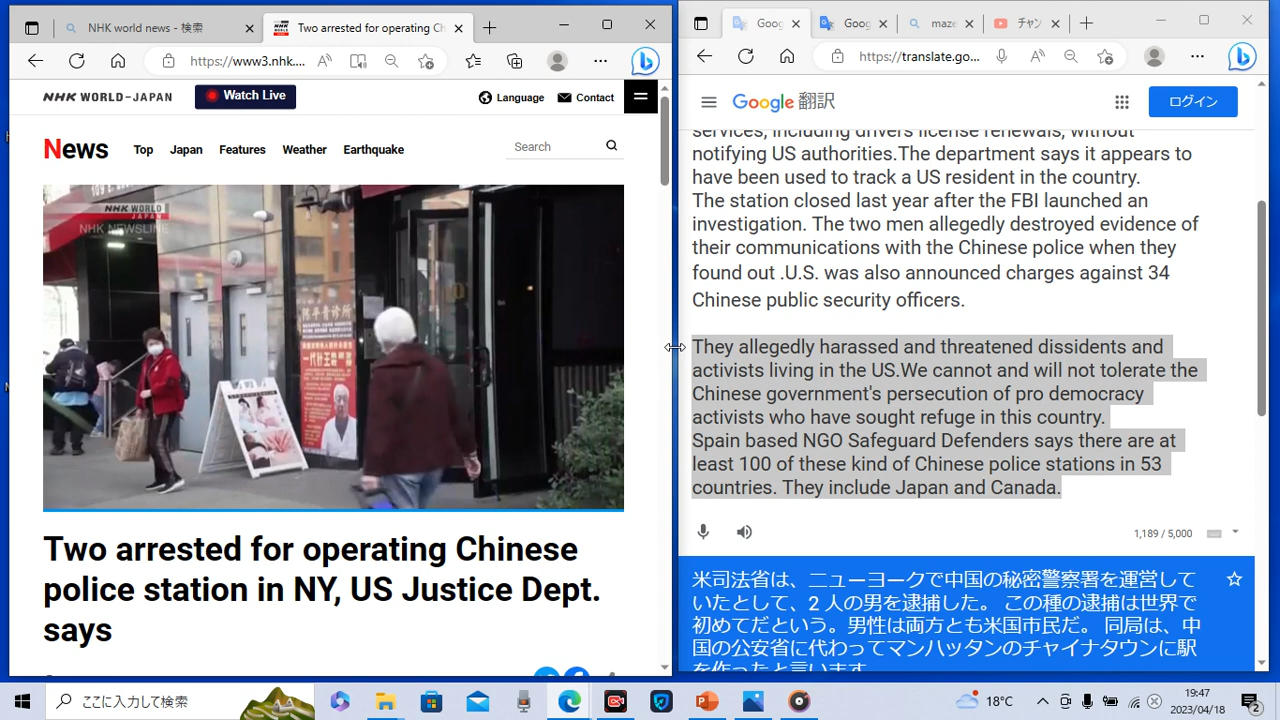 NHK world news - 検索
Two arrested for operating Ch
https://www3.nhk....
NHK WORLD-JAPAN
Watch Live
Language
Contact
News
Top
Japan
Features
Weather
Earthquake
Search
NHK WORLD
JAPAN
NHK NEWSLINE
Two arrested for operating Chinese
police station in NY, US Justice Dept.
says
Goog
Goog
maze
チャン
https://translate.go...
Google 翻訳
ログイン
services, including drivers license renewals, without
notifying US authorities.The department says it appears to
have been used to track a US resident in the country.
The station closed last year after the FBI launched an
investigation. The two men allegedly destroyed evidence of
their communications with the Chinese police when they
found out .U.S. was also announced charges against 34
Chinese public security officers.
They allegedly harassed and threatened dissidents and
activists living in the US.We cannot and will not tolerate the
Chinese government's persecution of pro democracy
activists who have sought refuge in this country.
Spain based NGO Safeguard Defenders says there are at
least 100 of these kind of Chinese police stations in 53
countries. They include Japan and Canada.
1,189 / 5,000
米司法省は、ニューヨークで中国の秘密警察署を運営して
いたとして、2 人の男を逮捕した。 この種の逮捕は世界で
初めてだという。男性は両方とも米国市民だ。 同局は、中
国の公安省に代わってマンハッタンのチャイナタウンに駅
を作ったと言います
ここに入力して検索
18°C
19:47
2023/04/18
2